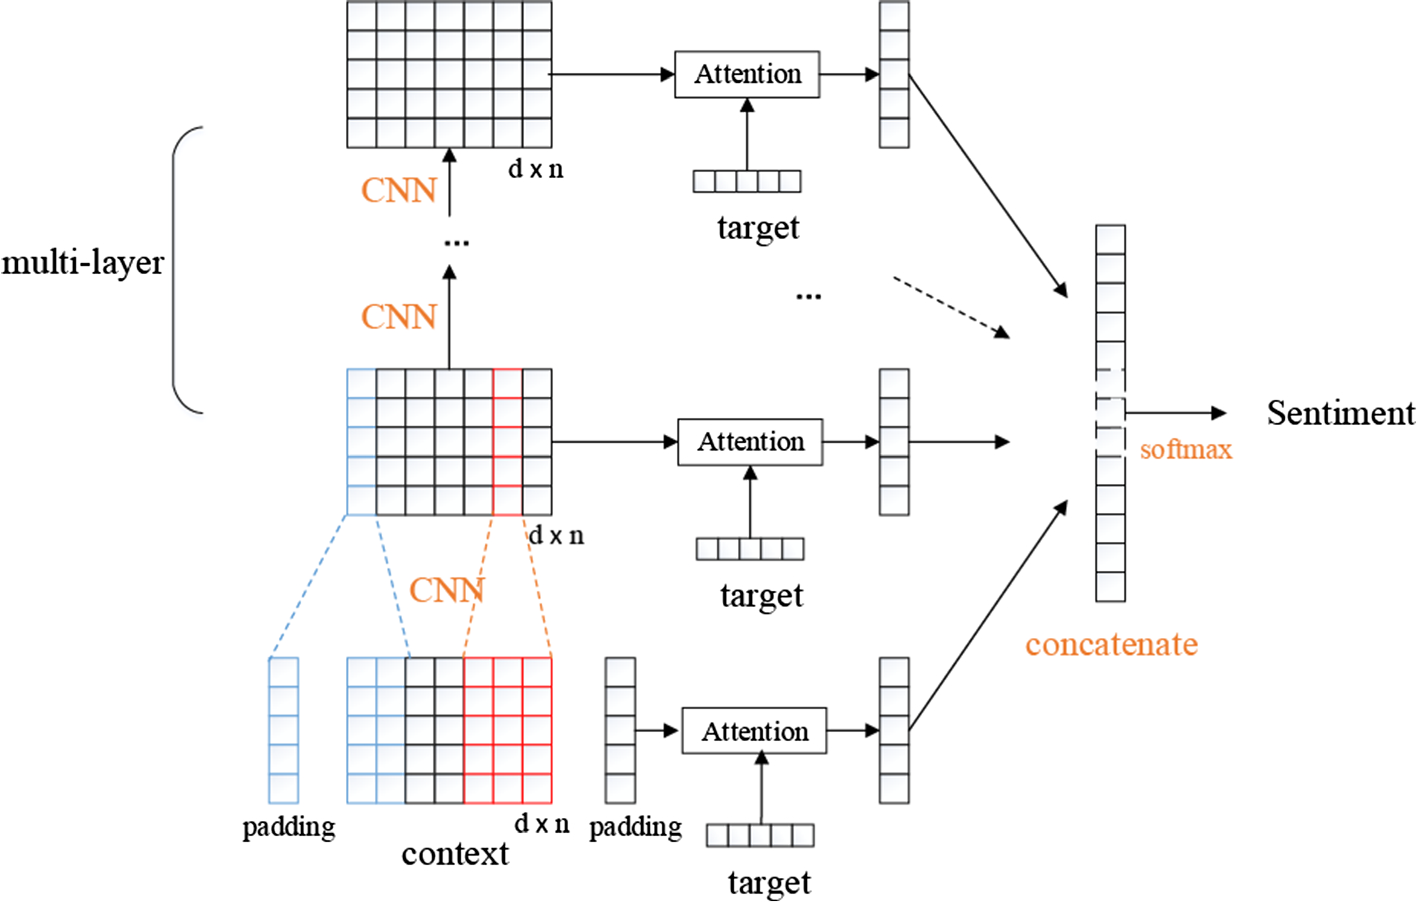 Attention
d x n
CNN
target
...
multi-layer
...
CNN
Attention
Sentiment
softmax
d x n
CNN
target
concatenate
Attention
padding
d x n
padding
context
target